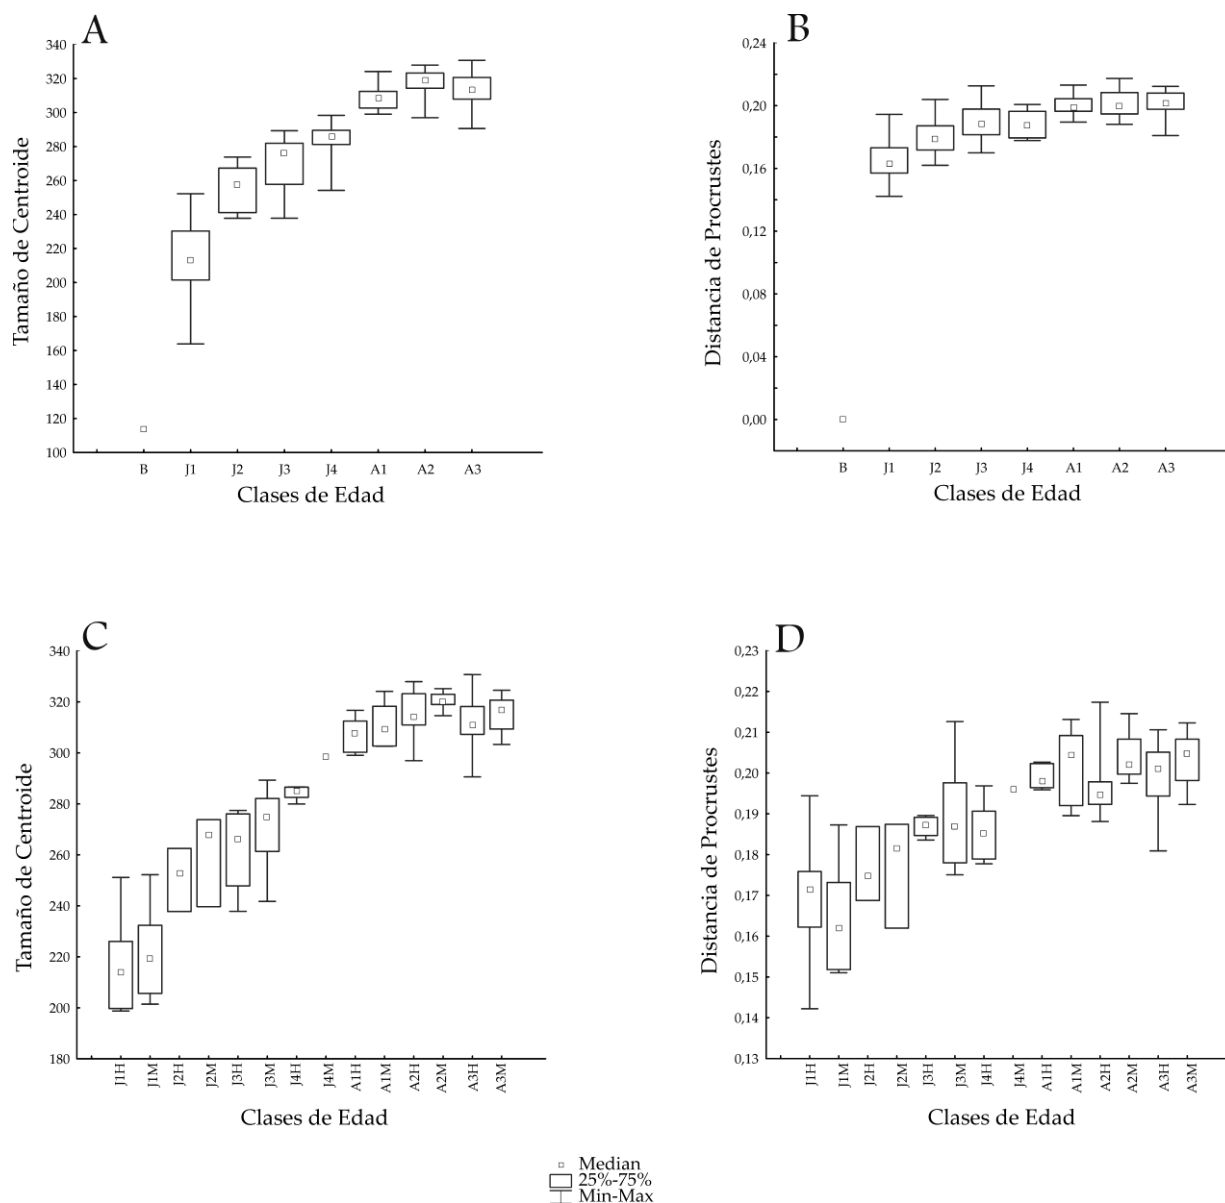 A
340
320
300
280
260
240
220
200
180
160
140
120
100
Tamaño de Centroide
B J1 J2 J3 J4 A1 A2 A3
Clases de Edad
B
0,24
0,20
0,16
0,12
0,08
0,04
0,00
Distancia de Procrustes
B J1 J2 J3 J4 A1 A2 A3
Clases de Edad
C
340
320
300
280
260
240
220
200
180
Tamaño de Centroide
J1H J1M J2H J2M J3H J3M J4H J4M A1H A1M A2H A2M A3H A3M
Clases de Edad
D
0,23
0,22
0,21
0,20
0,19
0,18
0,17
0,16
0,15
0,14
0,13
Distancia de Procrustes
J1H J1M J2H J2M J3H J3M J4H J4M A1H A1M A2H A2M A3H A3M
Clases de Edad
Median
25%-75%
Min-Max